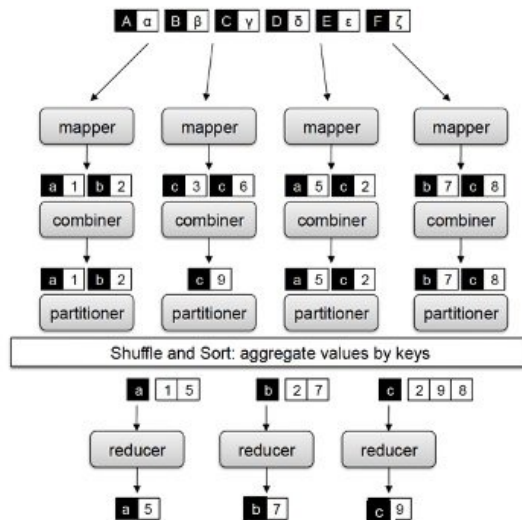 A α B β C γ D δ E ε F ζ
mapper mapper mapper mapper
a 1 b 2 c 3 c 6 a 5 c 2 b 7 c 8
combiner combiner combiner combiner
a 1 b 2 c 9 a 5 c 2 b 7 c 8
partitioner partitioner partitioner partitioner
Shuffle and Sort: aggregate values by keys
a 1 5 b 2 7 c 2 9 8
reducer reducer reducer
a 5 b 7 c 9